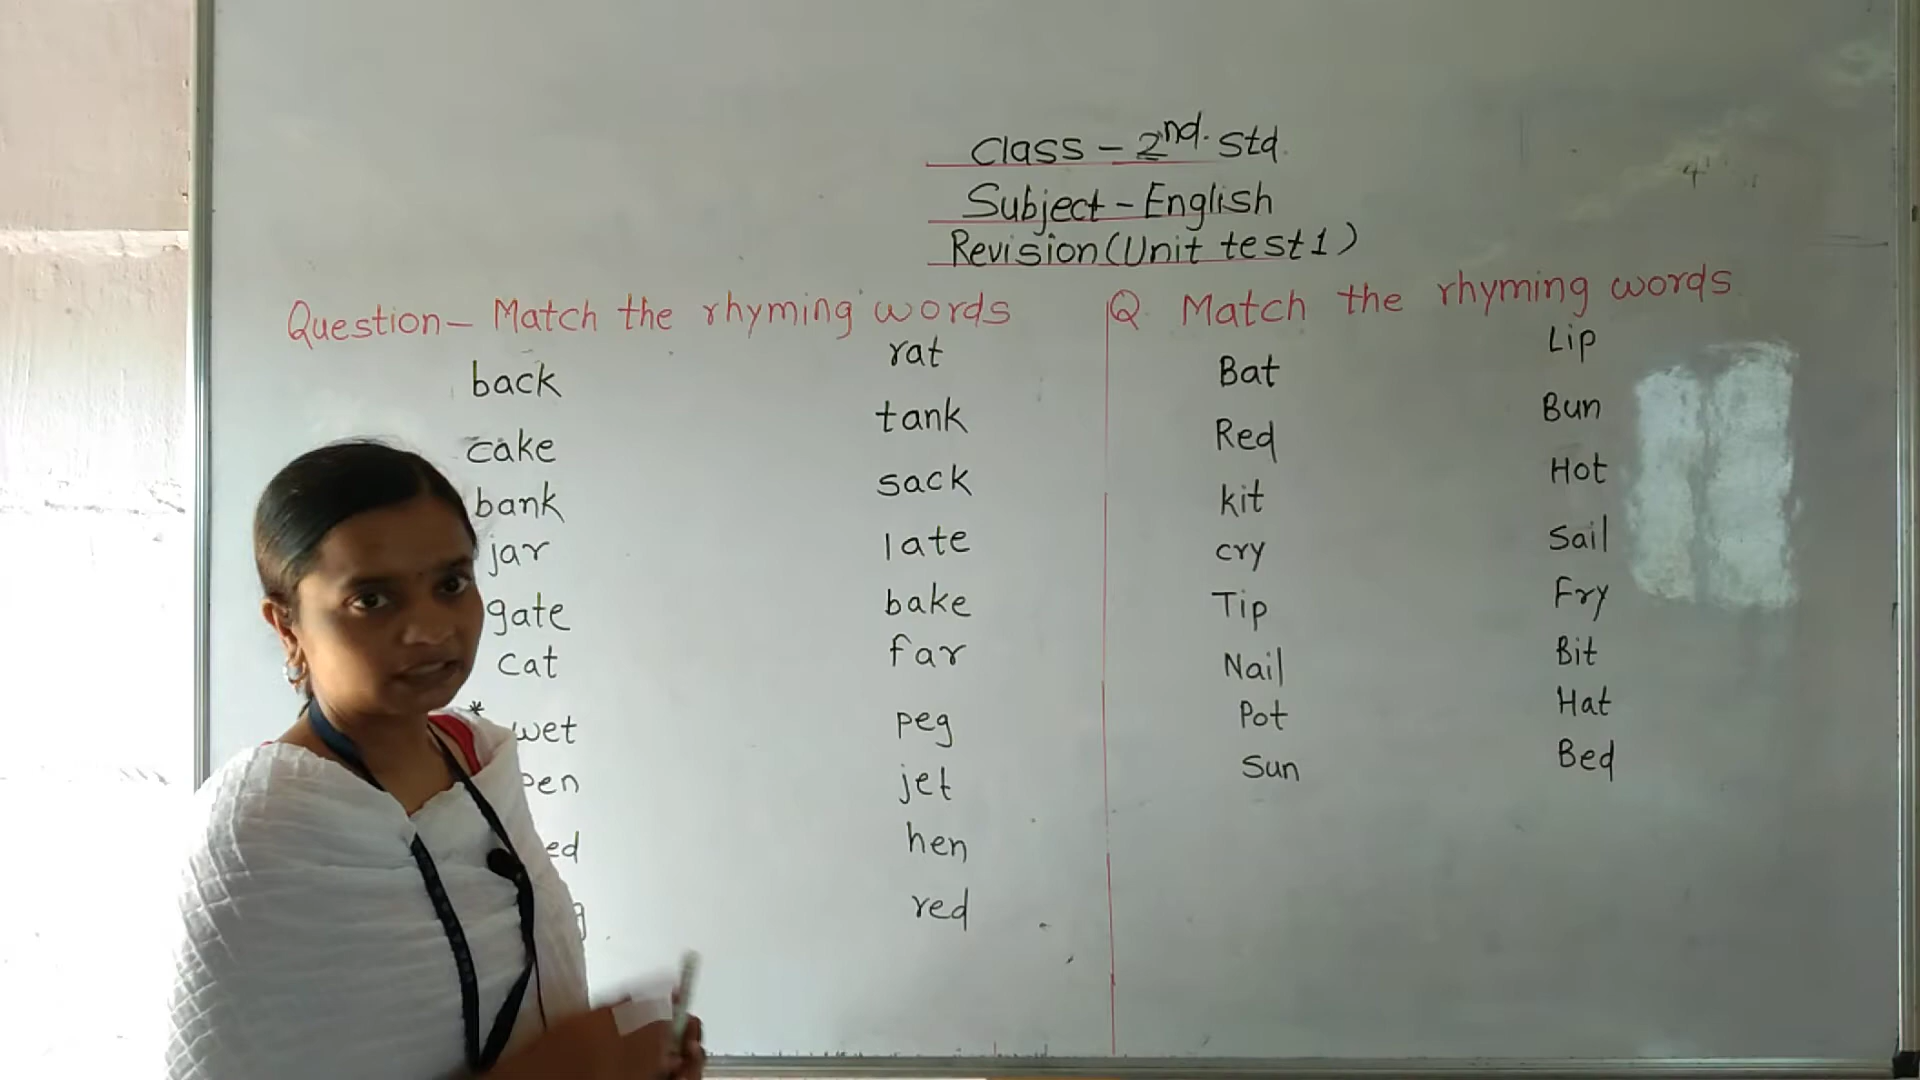 Class - 2nd. Std.
Subject - English
Revision (Unit test 1)
Question - Match the rhyming words
back rat
cake tank
bank sack
jar late
gate bake
cat far
* wet peg
pen jet
hen
red
Q. Match the rhyming words
Bat Lip
Red Bun
kit Hot
cry Sail
Tip Fry
Nail Bit
Pot Hat
Sun Bed